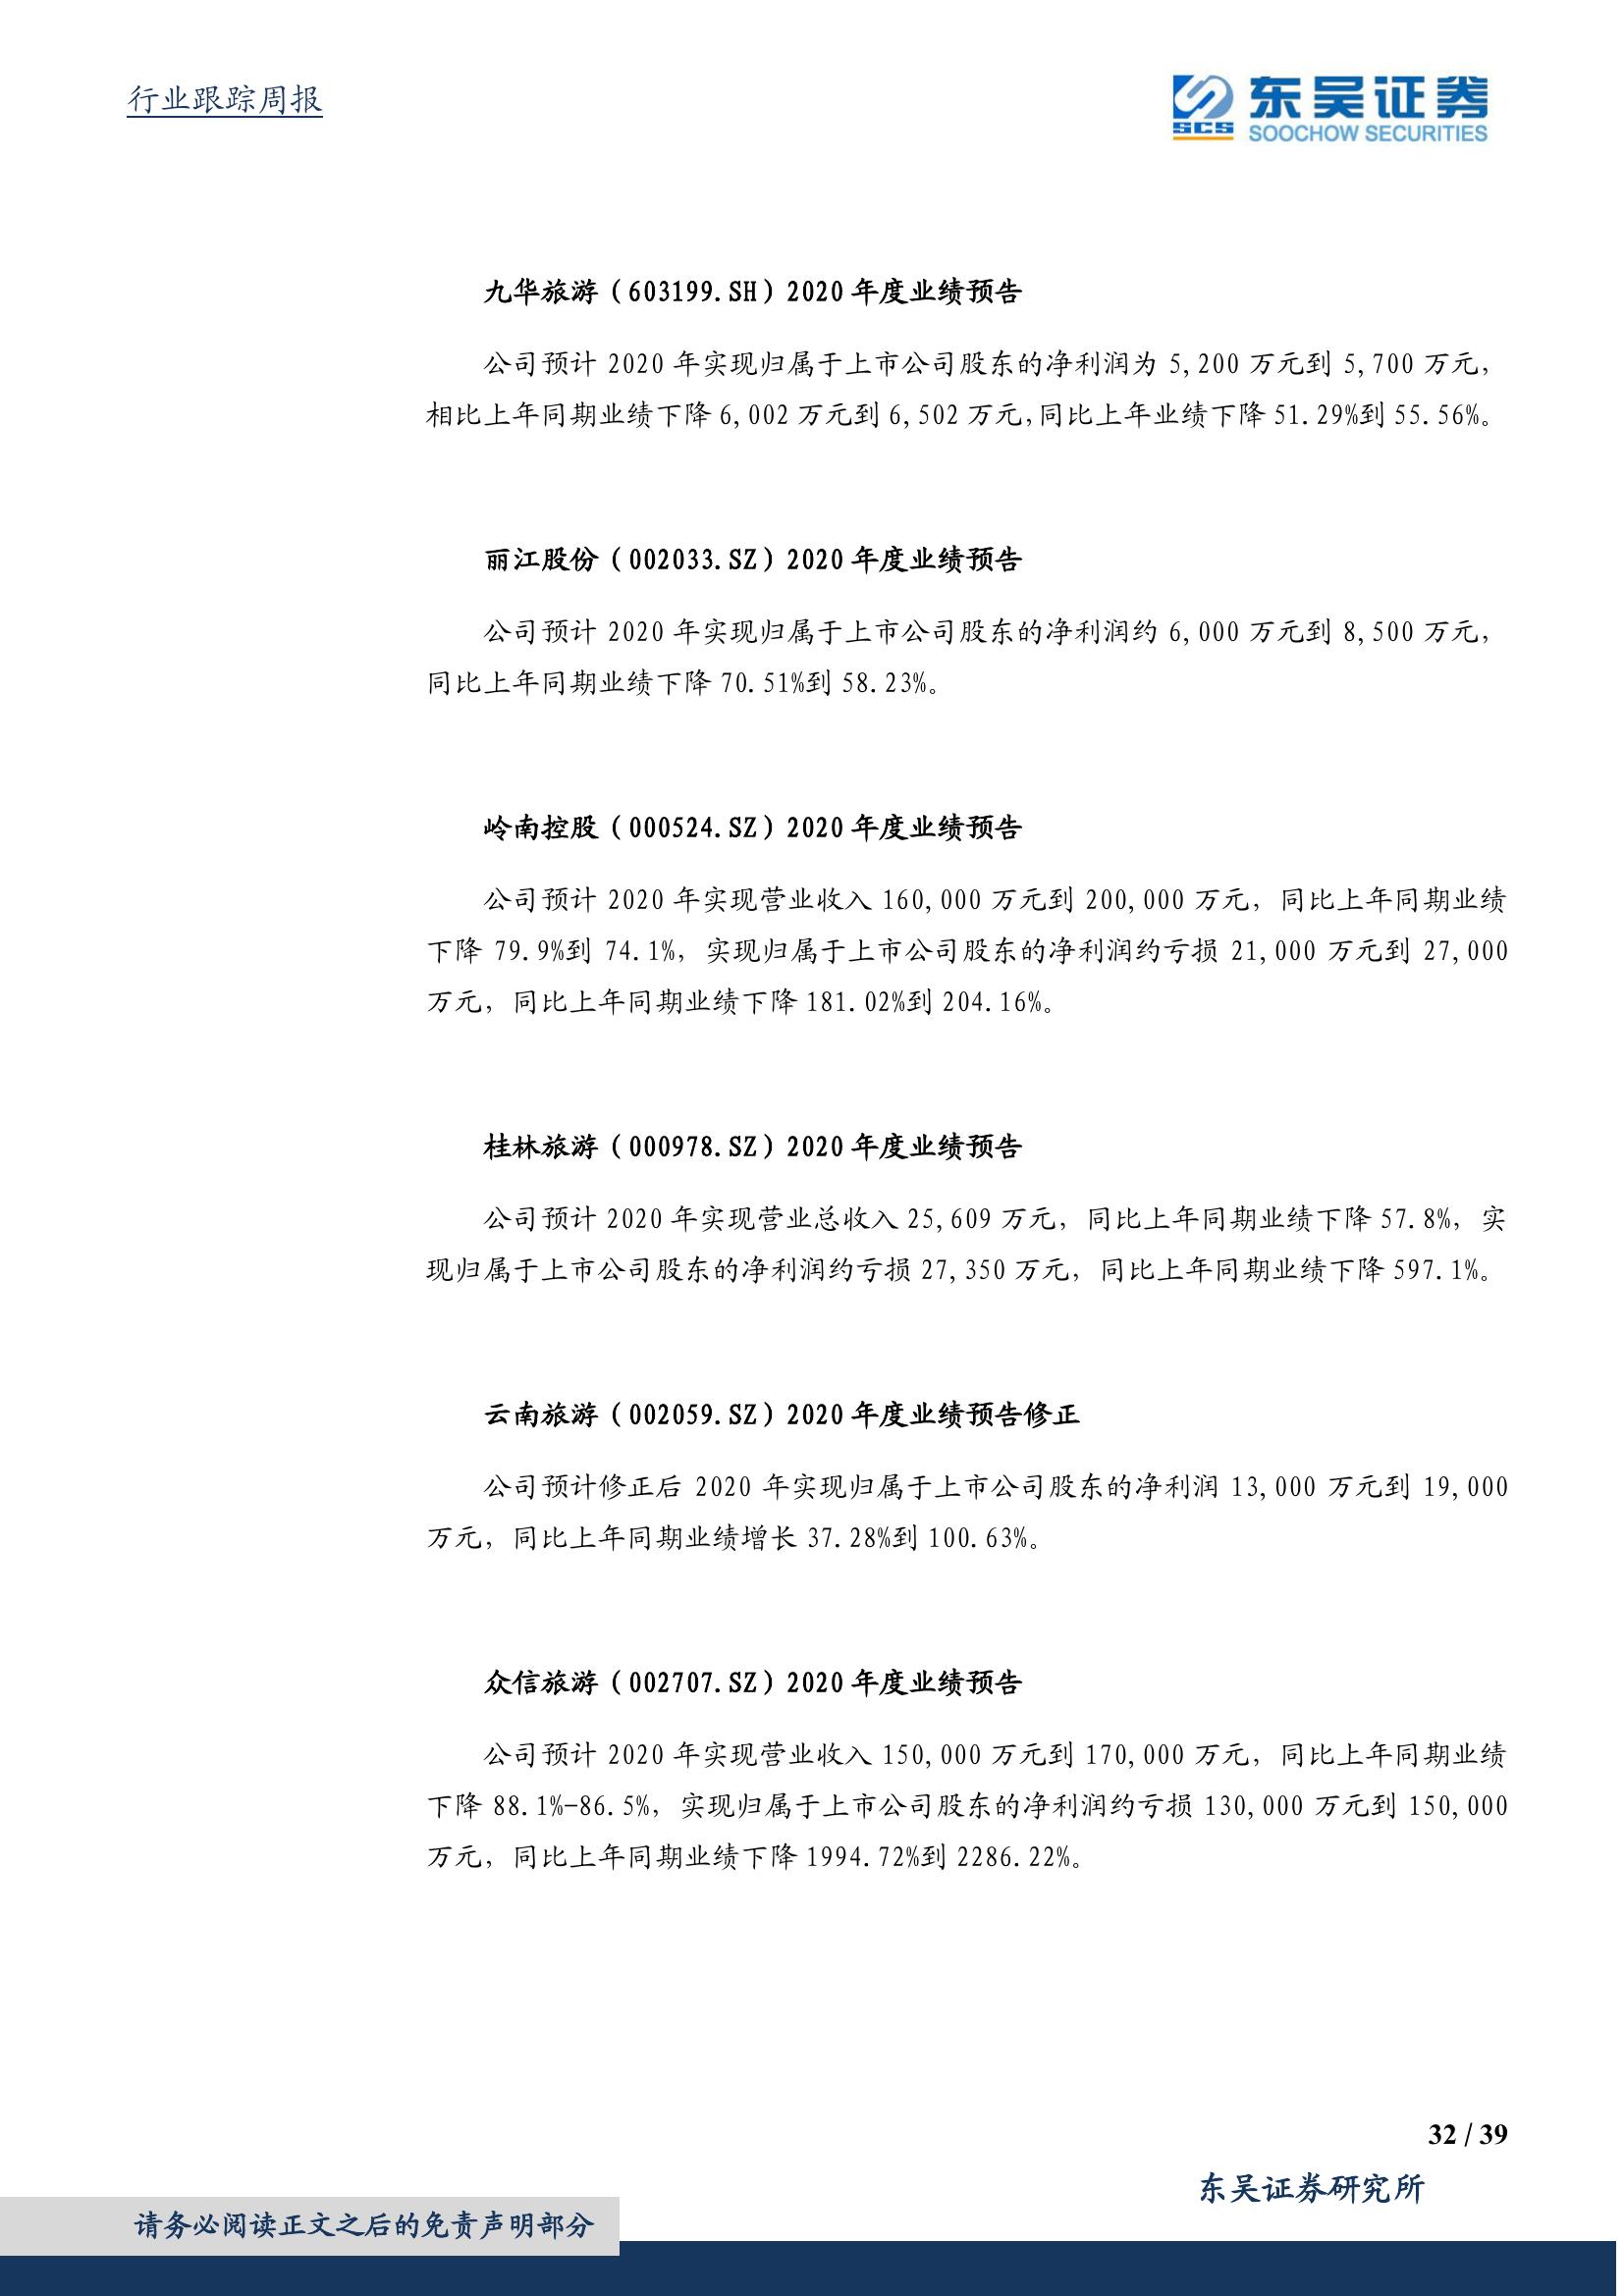 行业跟踪周报
SCS
东吴证券
SOOCHOW SECURITIES
九华旅游（603199.SH）2020 年度业绩预告
公司预计 2020 年实现归属于上市公司股东的净利润为 5,200 万元到 5,700 万元，
相比上年同期业绩下降 6,002 万元到 6,502 万元，同比上年业绩下降 51.29%到 55.56%。
丽江股份（002033.SZ）2020 年度业绩预告
公司预计 2020 年实现归属于上市公司股东的净利润约 6,000 万元到 8,500 万元，
同比上年同期业绩下降 70.51%到 58.23%。
岭南控股（000524.SZ）2020 年度业绩预告
公司预计 2020 年实现营业收入 160,000 万元到 200,000 万元，同比上年同期业绩
下降 79.9%到 74.1%，实现归属于上市公司股东的净利润约亏损 21,000 万元到 27,000
万元，同比上年同期业绩下降 181.02%到 204.16%。
桂林旅游（000978.SZ）2020 年度业绩预告
公司预计 2020 年实现营业总收入 25,609 万元，同比上年同期业绩下降 57.8%，实
现归属于上市公司股东的净利润约亏损 27,350 万元，同比上年同期业绩下降 597.1%。
云南旅游（002059.SZ）2020 年度业绩预告修正
公司预计修正后 2020 年实现归属于上市公司股东的净利润 13,000 万元到 19,000
万元，同比上年同期业绩增长 37.28%到 100.63%。
众信旅游（002707.SZ）2020 年度业绩预告
公司预计 2020 年实现营业收入 150,000 万元到 170,000 万元，同比上年同期业绩
下降 88.1%-86.5%，实现归属于上市公司股东的净利润约亏损 130,000 万元到 150,000
万元，同比上年同期业绩下降 1994.72%到 2286.22%。
32 / 39
东吴证券研究所
请务必阅读正文之后的免责声明部分